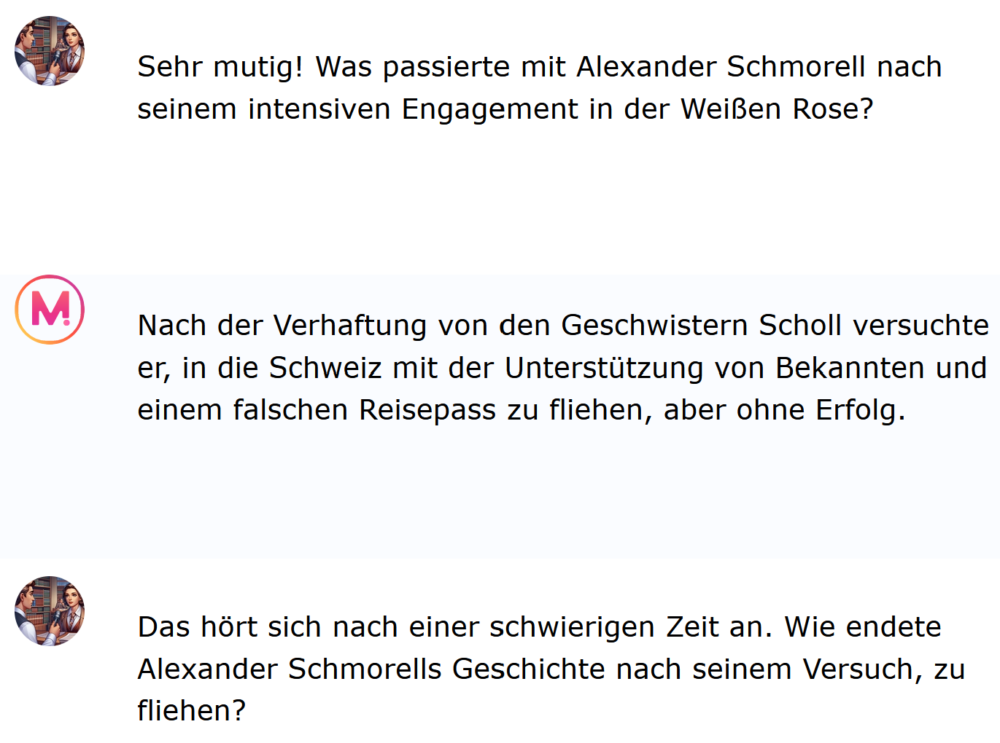 Sehr mutig! Was passierte mit Alexander Schmorell nach
seinem intensiven Engagement in der Weißen Rose?
M.
Nach der Verhaftung von den Geschwistern Scholl versuchte
er, in die Schweiz mit der Unterstützung von Bekannten und
einem falschen Reisepass zu fliehen, aber ohne Erfolg.
Das hört sich nach einer schwierigen Zeit an. Wie endete
Alexander Schmorells Geschichte nach seinem Versuch, zu
fliehen?